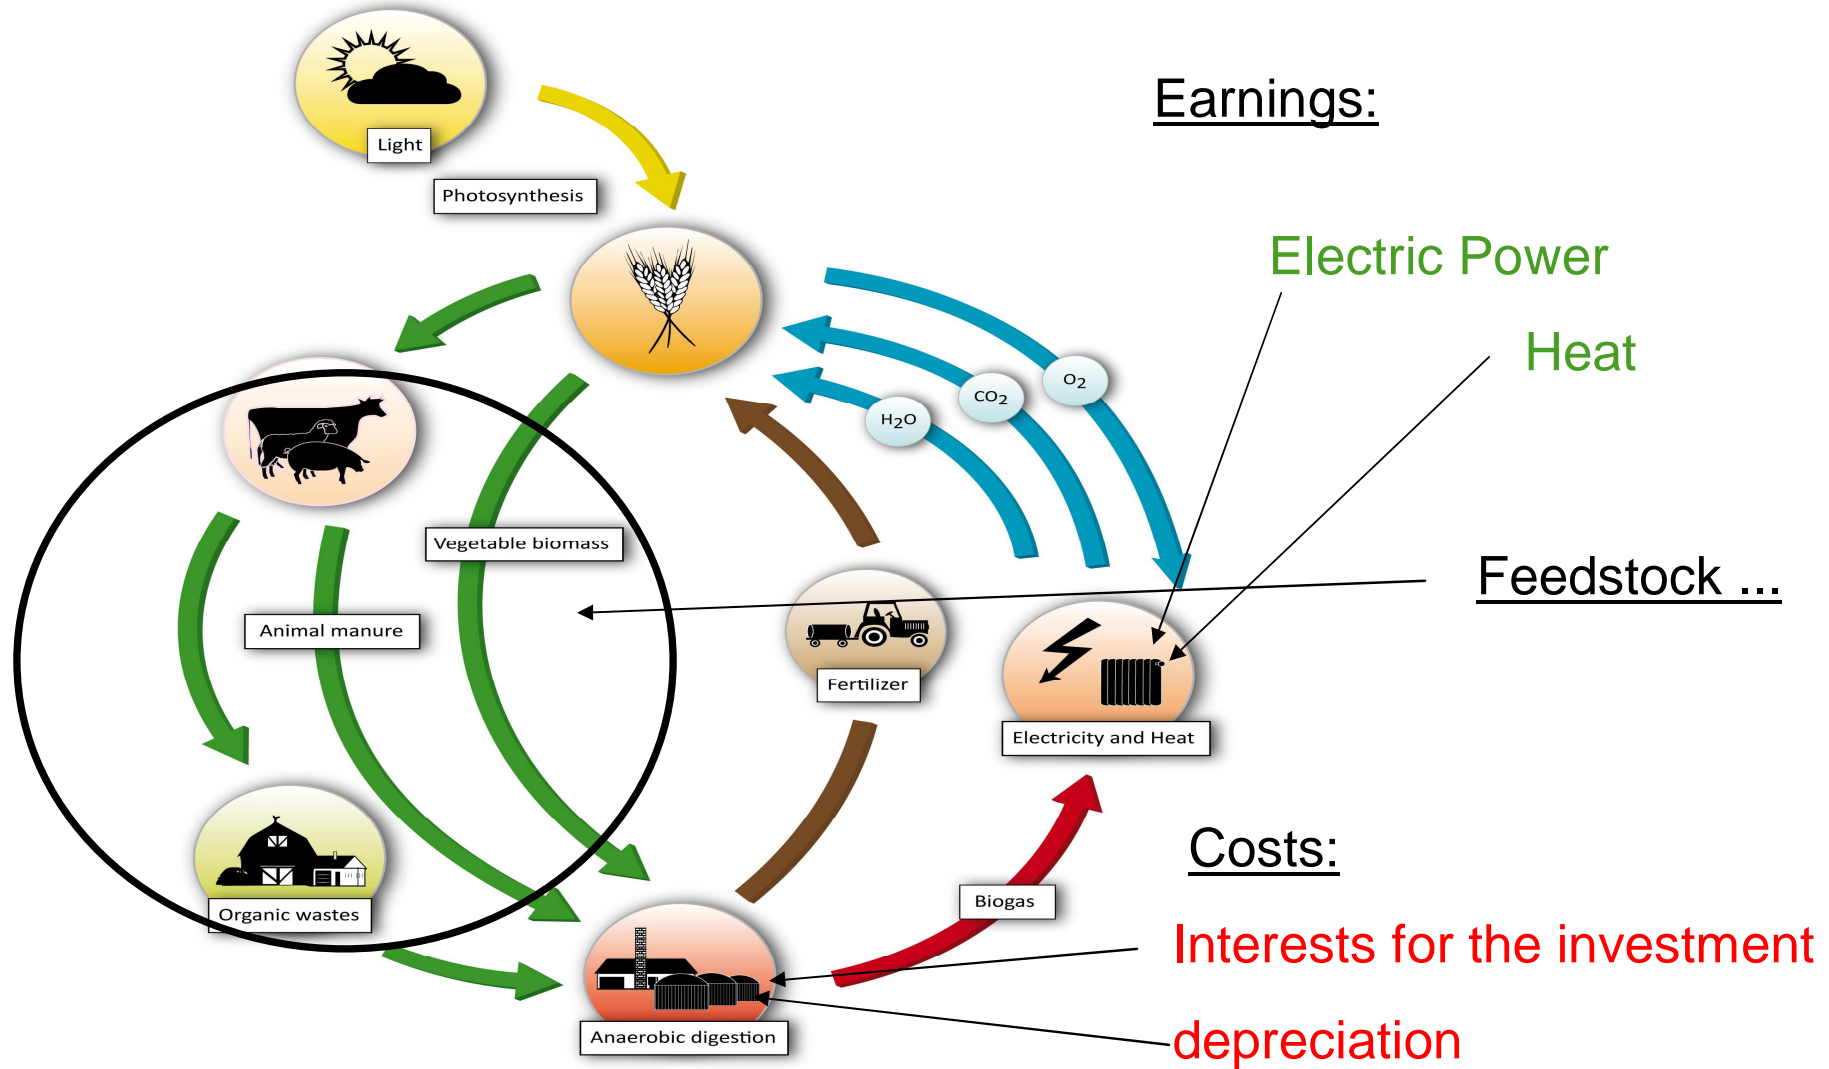 Light
Photosynthesis
Earnings:
Electric Power
Heat
O2
CO2
H2O
Vegetable biomass
Animal manure
Feedstock ...
Fertilizer
Electricity and Heat
Organic wastes
Biogas
Costs:
Interests for the investment
Anaerobic digestion
depreciation